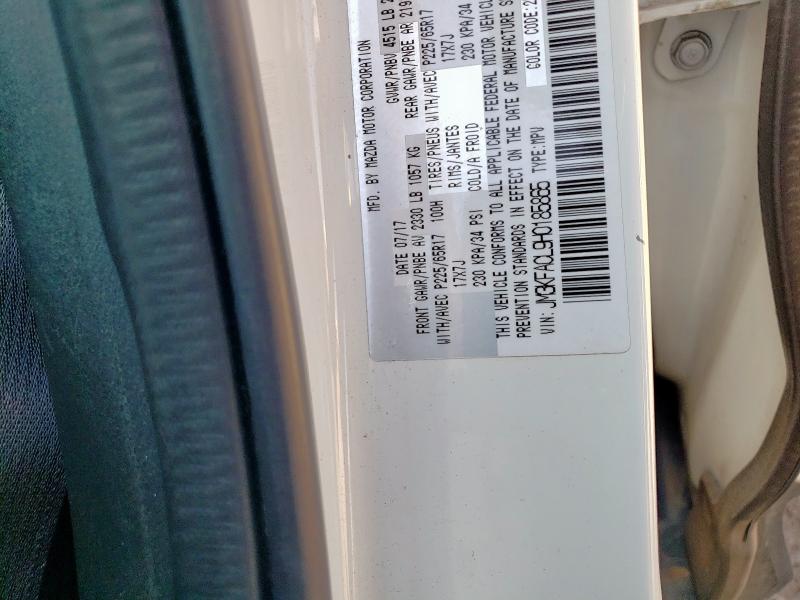 MFD. BY MAZDA MOTOR CORPORATION
DATE 07/17 GVWR/PNBV 4515 LB
FRONT GAWR/PNBE AV 2330 LB 1057 KG REAR GAWR/PNBE AR 219
WITH/AVEC P225/65R17 100H TIRES/PNEUS WITH/AVEC P225/65R17
17X7J RIMS/JANTES 17X7J
230 KPA/34 PSI COLD/A FROID 230 KPA/34
THIS VEHICLE CONFORMS TO ALL APPLICABLE FEDERAL MOTOR VEHICL
PREVENTION STANDARDS IN EFFECT ON THE DATE OF MANUFACTURE S
VIN: TYPE:MPV COLOR CODE:2